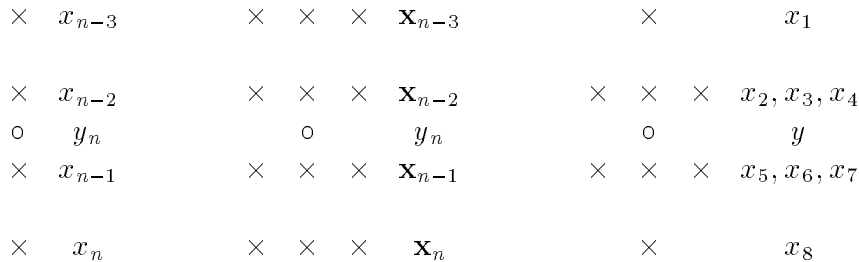 × x_{n−3} × × × 𝐱_{n−3} × x_1
× x_{n−2} × × × 𝐱_{n−2} × × × x_2, x_3, x_4
∘ y_n ∘ y_n ∘ y
× x_{n−1} × × × 𝐱_{n−1} × × × x_5, x_6, x_7
× x_n × × × 𝐱_n × x_8